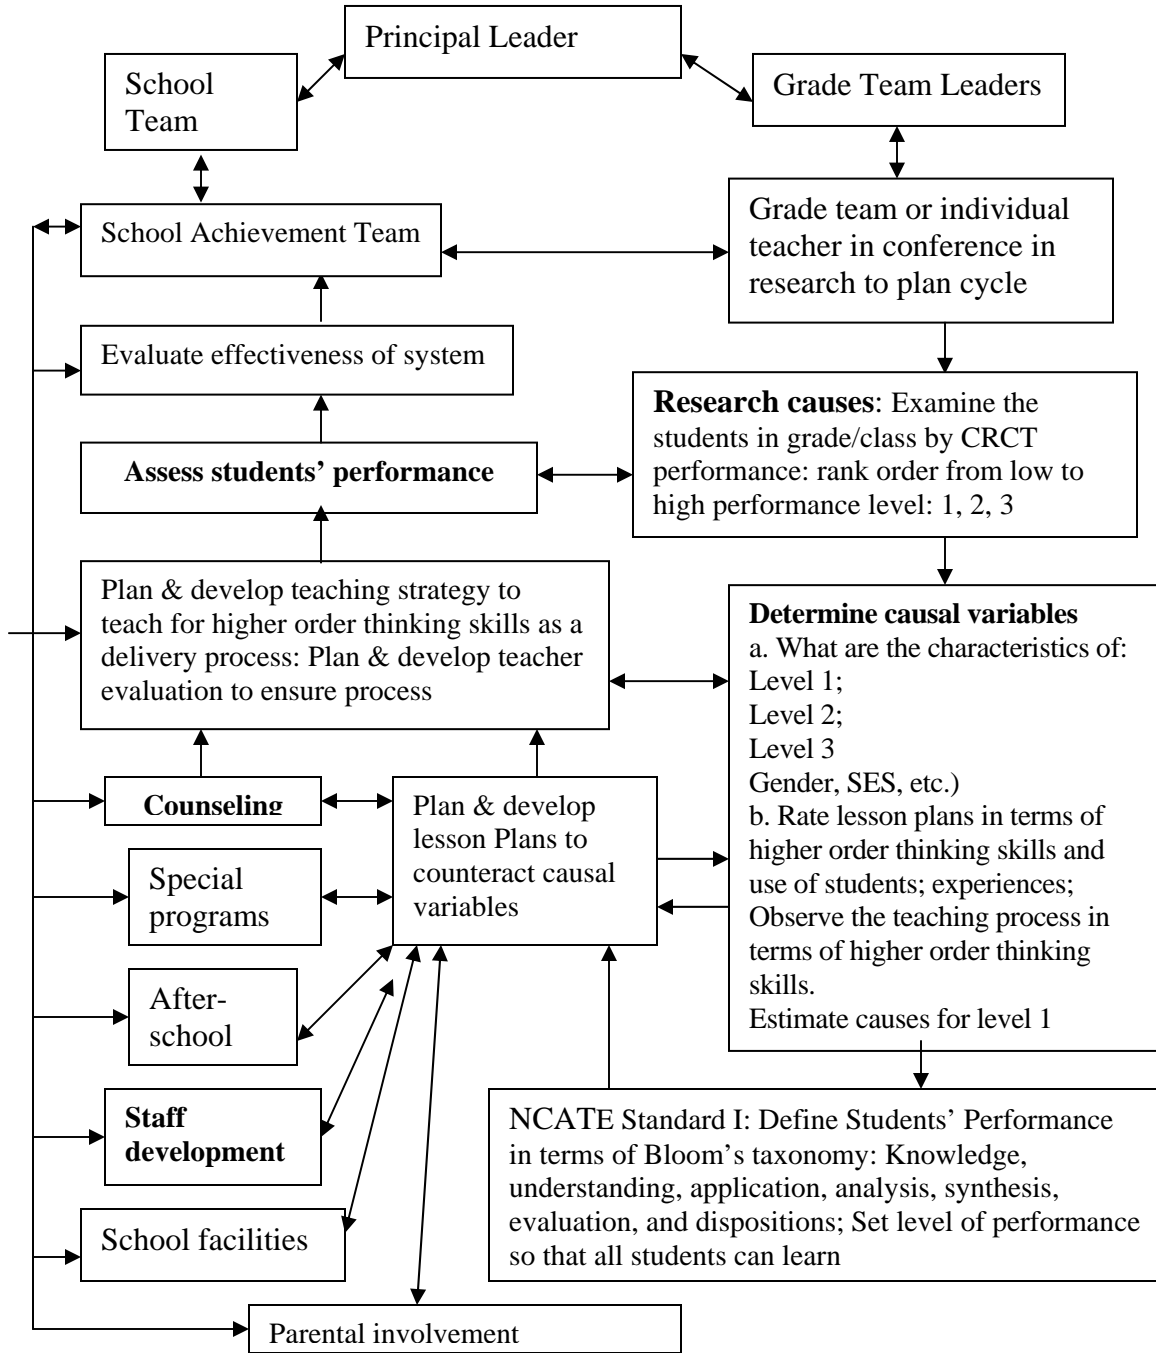 Principal Leader
School
Team
Grade Team Leaders
School Achievement Team
Grade team or individual
teacher in conference in
research to plan cycle
Evaluate effectiveness of system
Research causes: Examine the
students in grade/class by CRCT
performance: rank order from low to
high performance level: 1, 2, 3
Assess students’ performance
Plan & develop teaching strategy to
teach for higher order thinking skills as a
delivery process: Plan & develop teacher
evaluation to ensure process
Determine causal variables
a. What are the characteristics of:
Level 1;
Level 2;
Level 3
Gender, SES, etc.)
b. Rate lesson plans in terms of
higher order thinking skills and
use of students; experiences;
Observe the teaching process in
terms of higher order thinking
skills.
Estimate causes for level 1
Counseling
Plan & develop
lesson Plans to
counteract causal
variables
Special
programs
After-
school
Staff
development
School facilities
NCATE Standard I: Define Students’ Performance
in terms of Bloom’s taxonomy: Knowledge,
understanding, application, analysis, synthesis,
evaluation, and dispositions; Set level of performance
so that all students can learn
Parental involvement